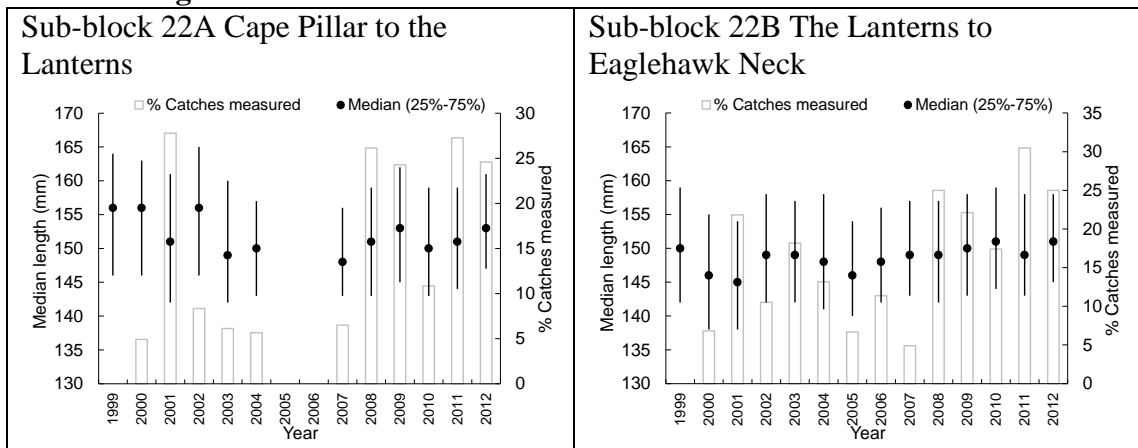 Sub-block 22A Cape Pillar to the
Lanterns
% Catches measured
Median (25%-75%)
Median length (mm)
170
165
160
155
150
145
140
135
130
30
25
20
15
10
5
0
% Catches measured
1999 2000 2001 2002 2003 2004 2005 2006 2007 2008 2009 2010 2011 2012
Year
Sub-block 22B The Lanterns to
Eaglehawk Neck
% Catches measured
Median (25%-75%)
Median length (mm)
170
165
160
155
150
145
140
135
130
35
30
25
20
15
10
5
0
% Catches measured
1999 2000 2001 2002 2003 2004 2005 2006 2007 2008 2009 2010 2011 2012
Year